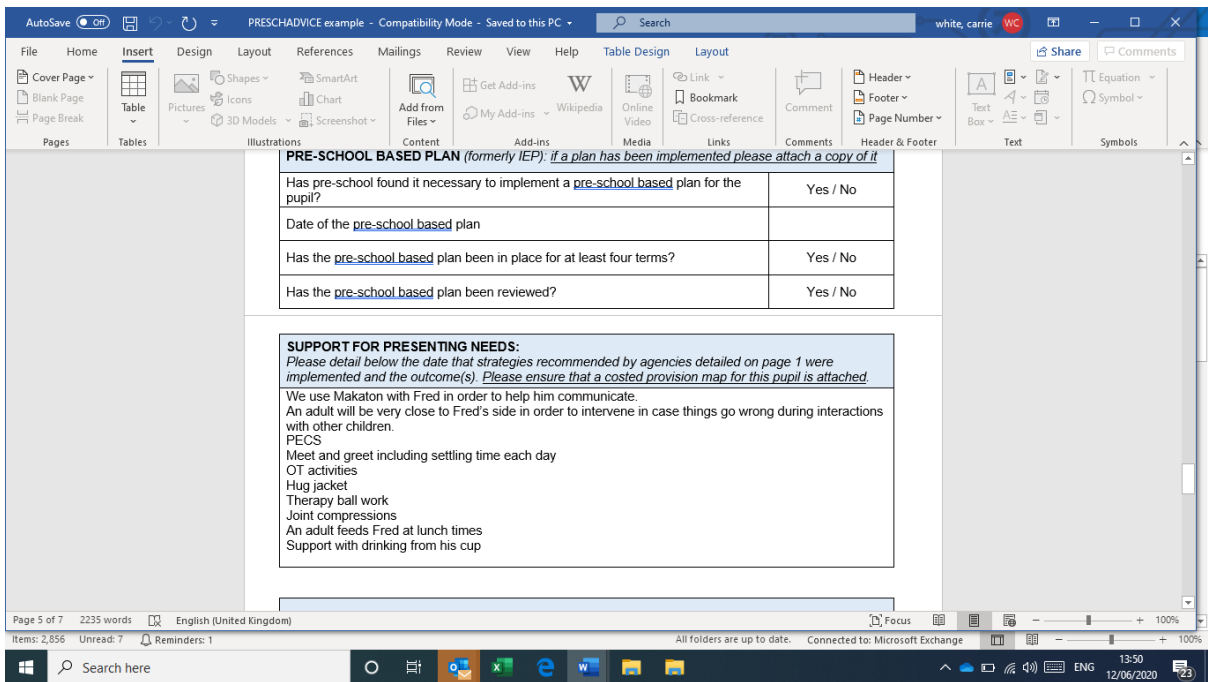 AutoSave Off PRESCHADVICE example - Compatibility Mode - Saved to this PC Search white, carrie WC
File Home Insert Design Layout References Mailings Review View Help Table Design Layout Share Comments
Cover Page
Blank Page
Page Break
Pages
Table
Tables
Pictures
Shapes
Icons
3D Models
SmartArt
Chart
Screenshot
Illustrations
Add from
Files
Content
Get Add-ins
My Add-ins
Wikipedia
Add-ins
Online
Video
Media
Link
Bookmark
Cross-reference
Links
Comment
Comments
Header
Footer
Page Number
Header & Footer
Text
Box
Text
Equation
Symbol
Symbols
PRE-SCHOOL BASED PLAN (formerly IEP): if a plan has been implemented please attach a copy of it
Has pre-school found it necessary to implement a pre-school based plan for the
pupil?
Yes / No
Date of the pre-school based plan
Has the pre-school based plan been in place for at least four terms? Yes / No
Has the pre-school based plan been reviewed? Yes / No
SUPPORT FOR PRESENTING NEEDS:
Please detail below the date that strategies recommended by agencies detailed on page 1 were
implemented and the outcome(s). Please ensure that a costed provision map for this pupil is attached.
We use Makaton with Fred in order to help him communicate.
An adult will be very close to Fred's side in order to intervene in case things go wrong during interactions
with other children.
PECS
Meet and greet including settling time each day
OT activities
Hug jacket
Therapy ball work
Joint compressions
An adult feeds Fred at lunch times
Support with drinking from his cup
Page 5 of 7 2235 words English (United Kingdom) Focus 100%
Items: 2,856 Unread: 7 Reminders: 1 All folders are up to date. Connected to: Microsoft Exchange 100%
Search here ENG 13:50
12/06/2020 23